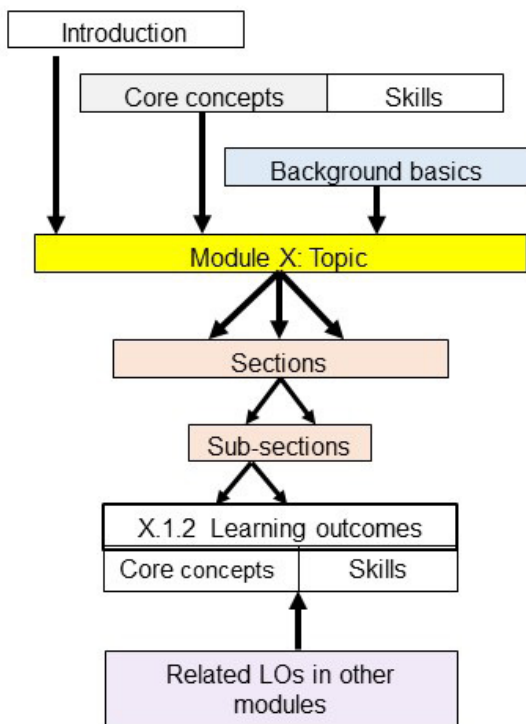 Introduction
Core concepts Skills
Background basics
Module X: Topic
Sections
Sub-sections
X.1.2 Learning outcomes
Core concepts Skills
Related LOs in other
modules